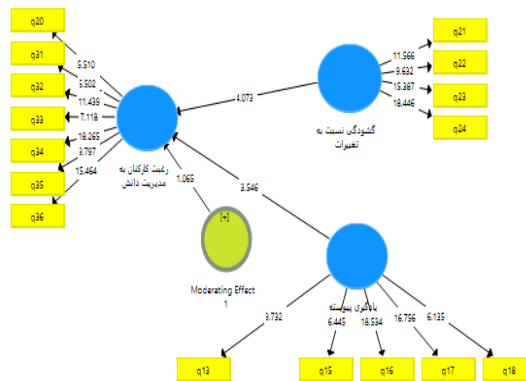 q20
q31
q32
q33
q34
q35
q36
5.510
5.502
11.439
7.118
18.265
3.797
15.464
رغبت کارکنان به
مدیریت دانش
4.073
گشودگی نسبت به
تغییرات
11.566
9.632
15.387
18.446
q21
q22
q23
q24
1.065
[+]
Moderating Effect
1
3.546
یادگیری پیوسته
3.732
6.445
18.534
16.756
6.135
q13
q15
q16
q17
q18